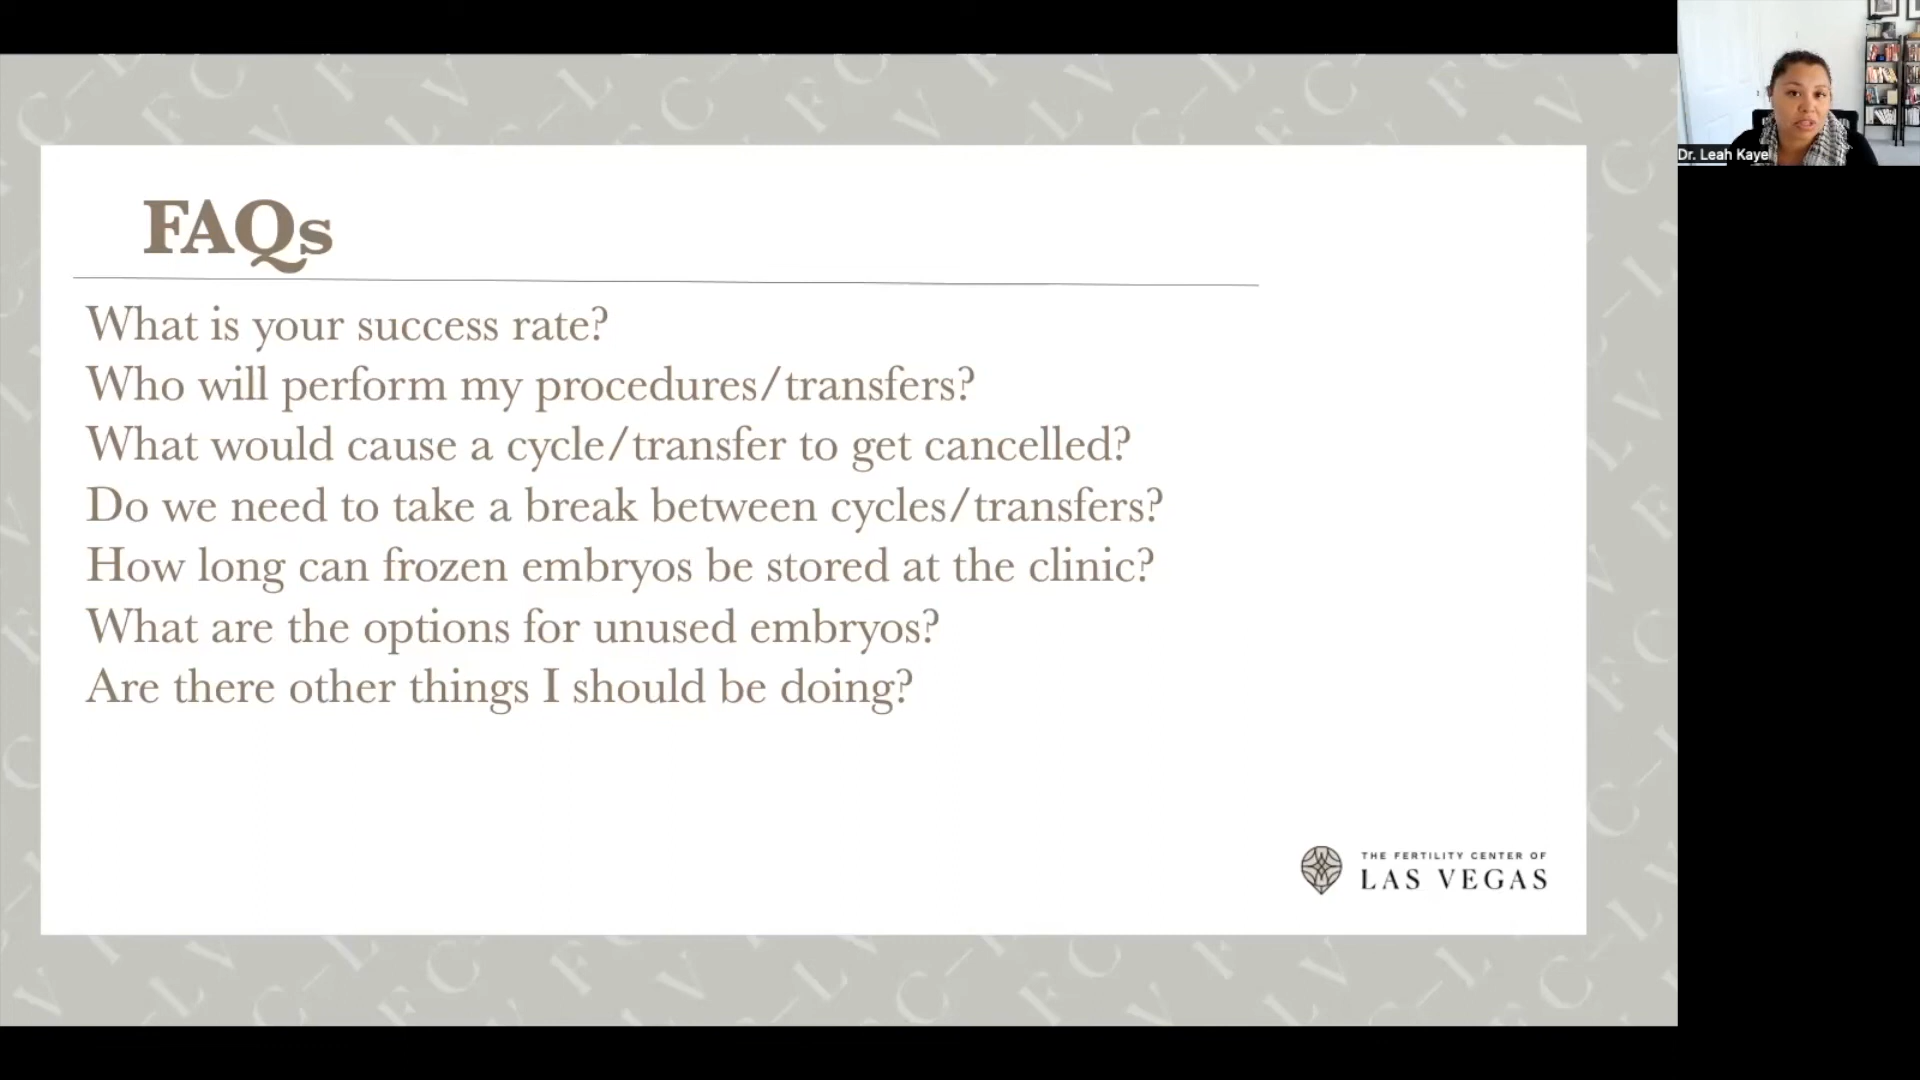 Dr. Leah Kaye
FAQs
What is your success rate?
Who will perform my procedures/transfers?
What would cause a cycle/transfer to get cancelled?
Do we need to take a break between cycles/transfers?
How long can frozen embryos be stored at the clinic?
What are the options for unused embryos?
Are there other things I should be doing?
THE FERTILITY CENTER OF
LAS VEGAS